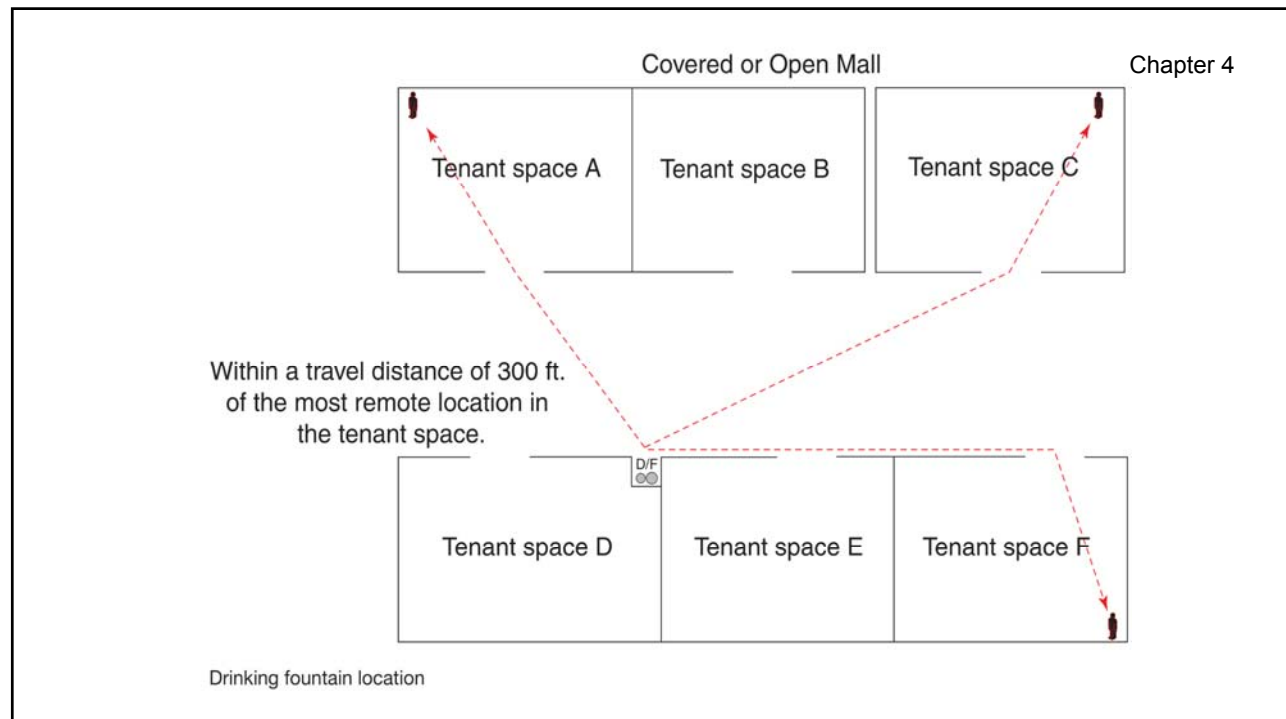 Covered or Open Mall
Chapter 4
Tenant space A
Tenant space B
Tenant space C
Within a travel distance of 300 ft.
of the most remote location in
the tenant space.
D/F
Tenant space D
Tenant space E
Tenant space F
Drinking fountain location